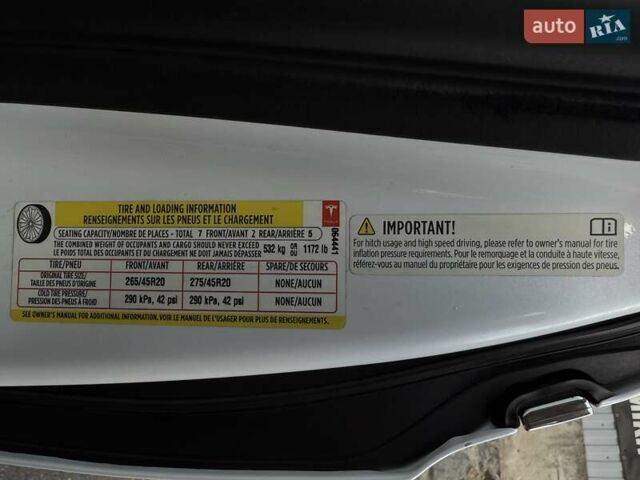 auto RIA.com
TIRE AND LOADING INFORMATION
RENSEIGNEMENTS SUR LES PNEUS ET LE CHARGEMENT
SEATING CAPACITY/NOMBRE DE PLACES - TOTAL 7 FRONT/AVANT 2 REAR/ARRIÈRE 5
THE COMBINED WEIGHT OF OCCUPANTS AND CARGO SHOULD NEVER EXCEED
LE POIDS TOTAL DES OCCUPANTS ET DU CHARGEMENT NE DOIT JAMAIS DÉPASSER
532 kg OR OU 1172 lb
TIRE/PNEU FRONT/AVANT REAR/ARRIÈRE SPARE/DE SECOURS
ORIGINAL TIRE SIZE/
TAILLE DES PNEUS D'ORIGINE 265/45R20 275/45R20 NONE/AUCUN
COLD TIRE PRESSURE/
PRESSION DES PNEUS À FROID 290 kPa, 42 psi 290 kPa, 42 psi NONE/AUCUN
SEE OWNER'S MANUAL FOR ADDITIONAL INFORMATION. VOIR LE MANUEL DE L'USAGER POUR PLUS DE RENSEIGNEMENTS.
064441
IMPORTANT!
For hitch usage and high speed driving, please refer to owner's manual for tire
inflation pressure requirements. Pour le remorquage et la conduite à haute vitesse,
référez-vous au manuel du propriétaire pour les exigences de pression des pneus.